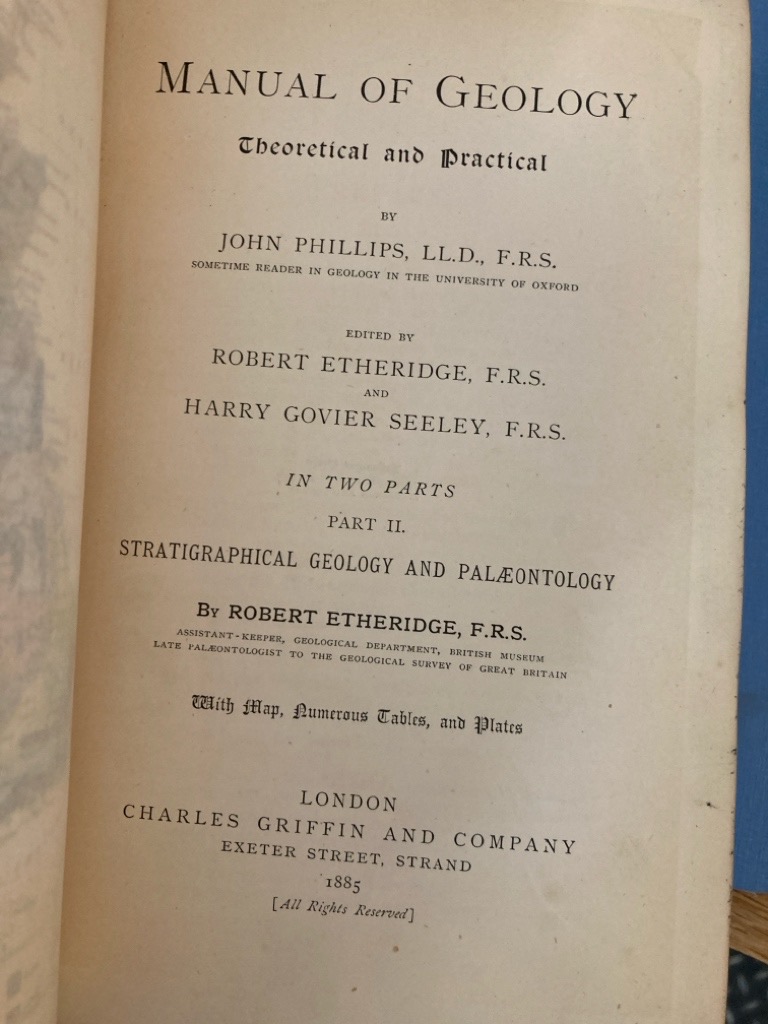 MANUAL OF GEOLOGY
Theoretical and Practical
BY
JOHN PHILLIPS, LL.D., F.R.S.
SOMETIME READER IN GEOLOGY IN THE UNIVERSITY OF OXFORD
EDITED BY
ROBERT ETHERIDGE, F.R.S.
AND
HARRY GOVIER SEELEY, F.R.S.
IN TWO PARTS
PART II.
STRATIGRAPHICAL GEOLOGY AND PALÆONTOLOGY
BY ROBERT ETHERIDGE, F.R.S.
ASSISTANT-KEEPER, GEOLOGICAL DEPARTMENT, BRITISH MUSEUM
LATE PALÆONTOLOGIST TO THE GEOLOGICAL SURVEY OF GREAT BRITAIN
With Map, Numerous Tables, and Plates
LONDON
CHARLES GRIFFIN AND COMPANY
EXETER STREET, STRAND
1885
[All Rights Reserved]